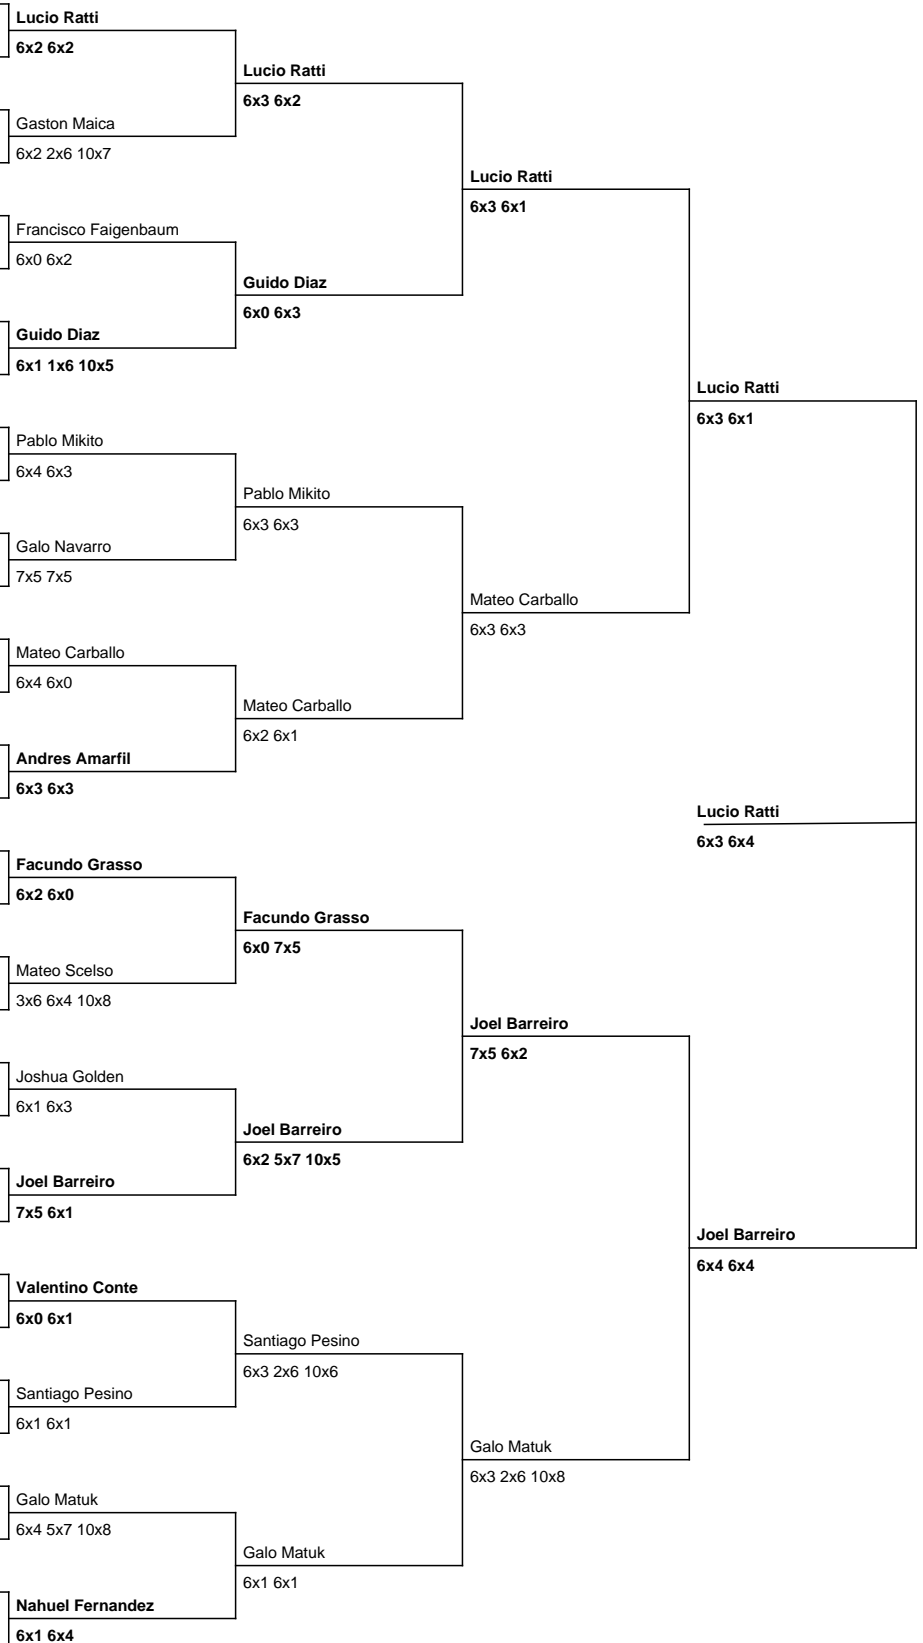 Lucio Ratti
6x2 6x2
Lucio Ratti
6x3 6x2
Gaston Maica
6x2 2x6 10x7
Lucio Ratti
6x3 6x1
Francisco Faigenbaum
6x0 6x2
Guido Diaz
6x0 6x3
Guido Diaz
6x1 1x6 10x5
Lucio Ratti
6x3 6x1
Pablo Mikito
6x4 6x3
Pablo Mikito
6x3 6x3
Galo Navarro
7x5 7x5
Mateo Carballo
6x3 6x3
Mateo Carballo
6x4 6x0
Mateo Carballo
6x2 6x1
Andres Amarfil
6x3 6x3
Lucio Ratti
6x3 6x4
Facundo Grasso
6x2 6x0
Facundo Grasso
6x0 7x5
Mateo Scelso
3x6 6x4 10x8
Joel Barreiro
7x5 6x2
Joshua Golden
6x1 6x3
Joel Barreiro
6x2 5x7 10x5
Joel Barreiro
7x5 6x1
Joel Barreiro
6x4 6x4
Valentino Conte
6x0 6x1
Santiago Pesino
6x3 2x6 10x6
Santiago Pesino
6x1 6x1
Galo Matuk
6x3 2x6 10x8
Galo Matuk
6x4 5x7 10x8
Galo Matuk
6x1 6x1
Nahuel Fernandez
6x1 6x4